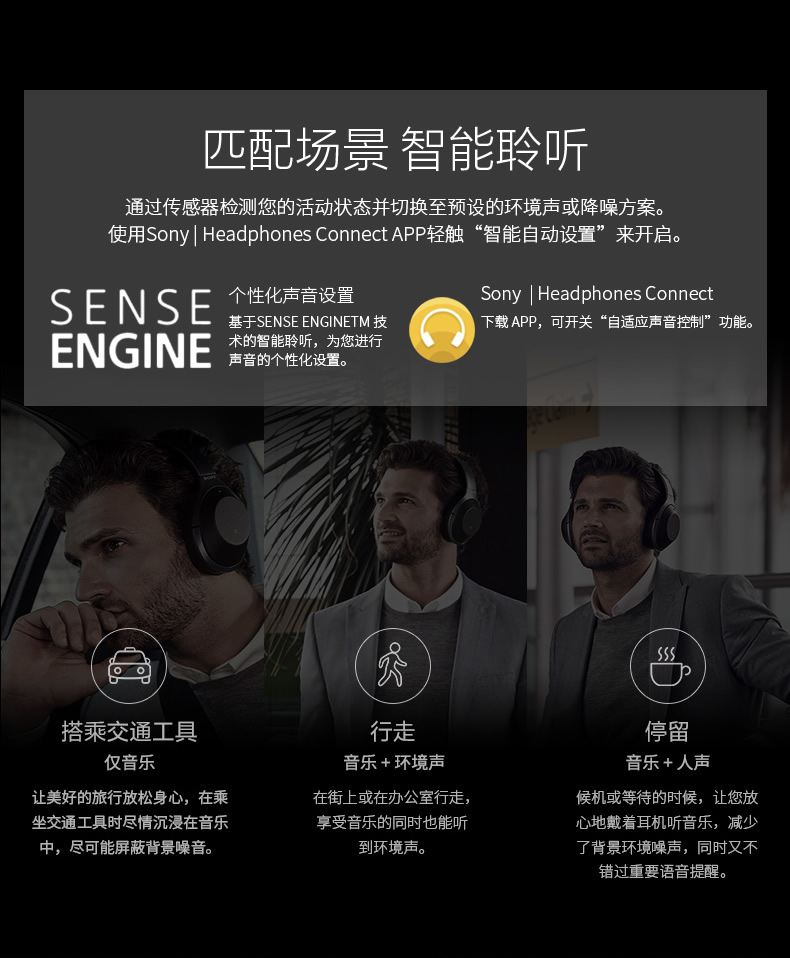 匹配场景 智能聆听
通过传感器检测您的活动状态并切换至预设的环境声或降噪方案。
使用Sony | Headphones Connect APP轻触“智能自动设置”来开启。
SENSE
ENGINE
个性化声音设置
基于SENSE ENGINETM 技
术的智能聆听，为您进行
声音的个性化设置。
Sony | Headphones Connect
下载 APP，可开关“自适应声音控制”功能。
搭乘交通工具
仅音乐
让美好的旅行放松身心，在乘
坐交通工具时尽情沉浸在音乐
中，尽可能屏蔽背景噪音。
行走
音乐 + 环境声
在街上或在办公室行走，
享受音乐的同时也能听
到环境声。
停留
音乐 + 人声
候机或等待的时候，让您放
心地戴着耳机听音乐，减少
了背景环境噪声，同时又不
错过重要语音提醒。